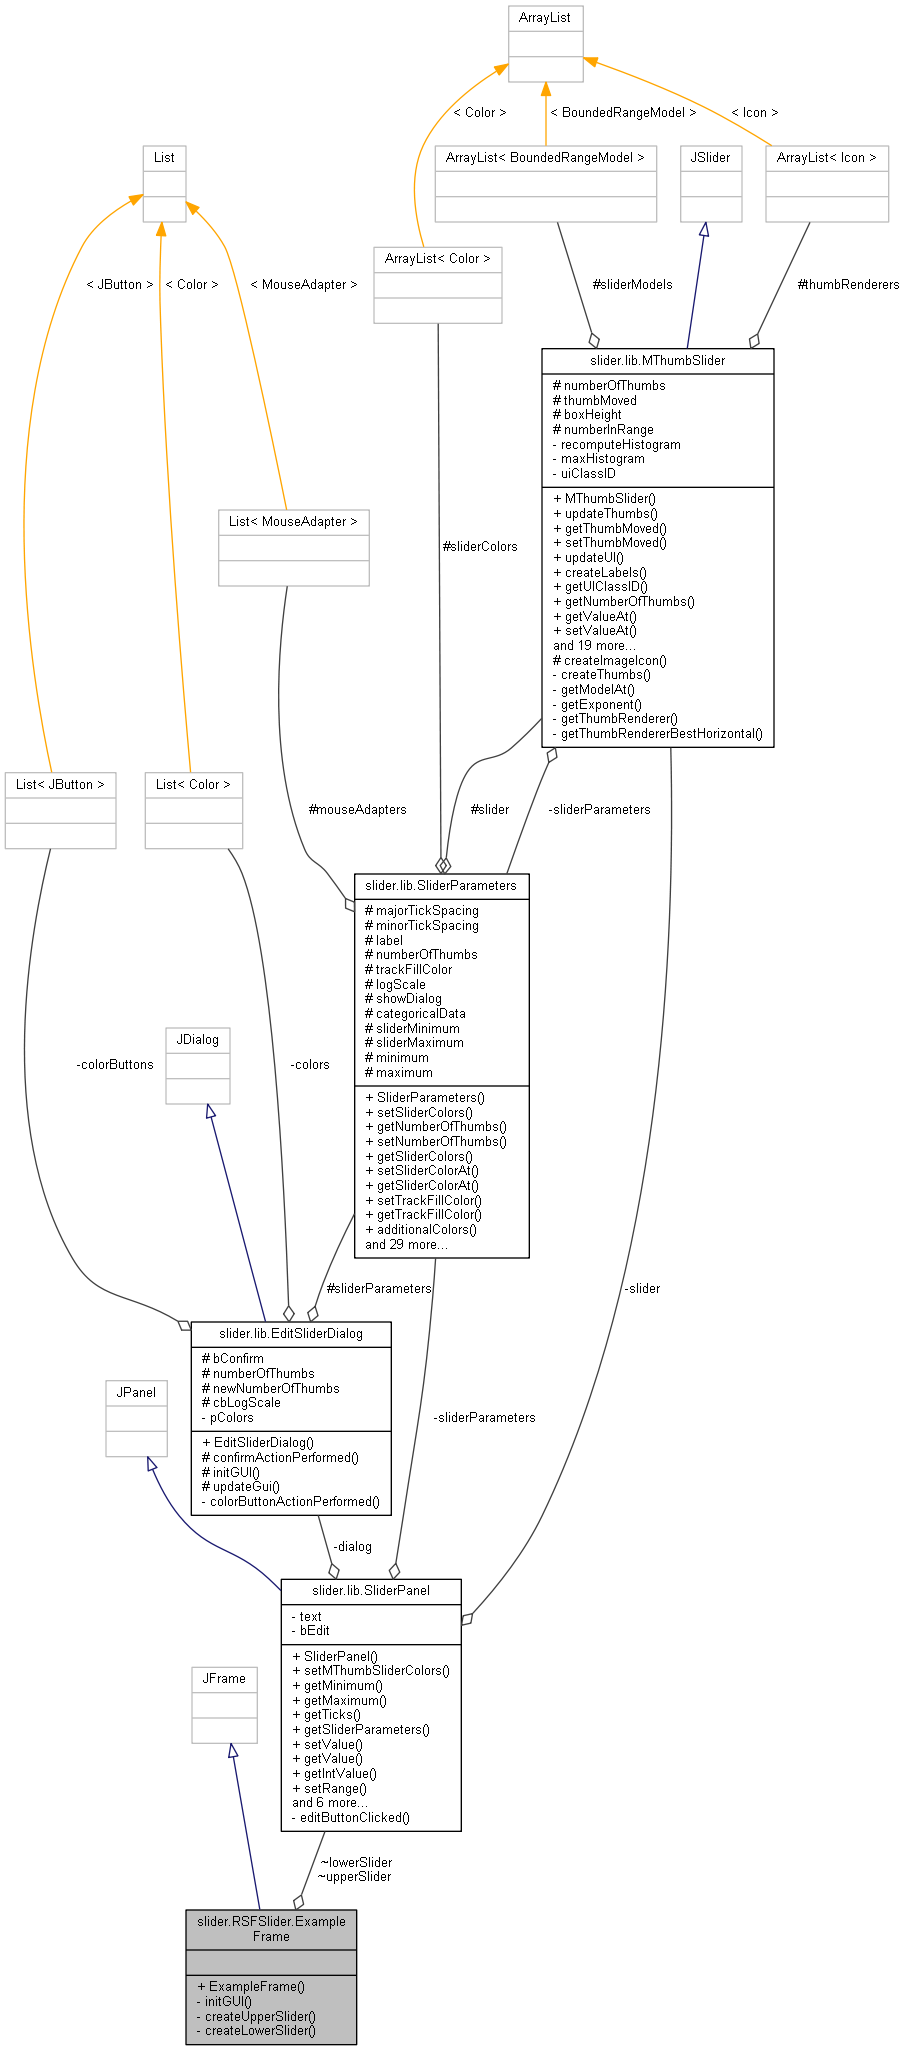 ArrayList
< Color >
< BoundedRangeModel >
< Icon >
List
ArrayList< BoundedRangeModel >
JSlider
ArrayList< Icon >
ArrayList< Color >
< JButton >
< Color >
< MouseAdapter >
#sliderModels
#thumbRenderers
slider.lib.MThumbSlider
# numberOfThumbs
# thumbMoved
# boxHeight
# numberInRange
- recomputeHistogram
- maxHistogram
- uiClassID
+ MThumbSlider()
+ updateThumbs()
+ getThumbMoved()
+ setThumbMoved()
+ updateUI()
+ createLabels()
+ getUIClassID()
+ getNumberOfThumbs()
+ getValueAt()
+ setValueAt()
and 19 more...
# createImageIcon()
- createThumbs()
- getModelAt()
- getExponent()
- getThumbRenderer()
- getThumbRendererBestHorizontal()
List< MouseAdapter >
#sliderColors
List< JButton >
List< Color >
#mouseAdapters
#slider
-sliderParameters
slider.lib.SliderParameters
# majorTickSpacing
# minorTickSpacing
# label
# numberOfThumbs
# trackFillColor
# logScale
# showDialog
# categoricalData
# sliderMinimum
# sliderMaximum
# minimum
# maximum
+ SliderParameters()
+ setSliderColors()
+ getNumberOfThumbs()
+ setNumberOfThumbs()
+ getSliderColors()
+ setSliderColorAt()
+ getSliderColorAt()
+ setTrackFillColor()
+ getTrackFillColor()
+ additionalColors()
and 29 more...
JDialog
-colorButtons
-colors
#sliderParameters
-slider
slider.lib.EditSliderDialog
# bConfirm
# numberOfThumbs
# newNumberOfThumbs
# cbLogScale
- pColors
+ EditSliderDialog()
# confirmActionPerformed()
# initGUI()
# updateGui()
- colorButtonActionPerformed()
JPanel
-sliderParameters
-dialog
slider.lib.SliderPanel
- text
- bEdit
+ SliderPanel()
+ setMThumbSliderColors()
+ getMinimum()
+ getMaximum()
+ getTicks()
+ getSliderParameters()
+ setValue()
+ getValue()
+ getIntValue()
+ setRange()
and 6 more...
- editButtonClicked()
JFrame
~lowerSlider
~upperSlider
slider.RSFSlider.Example
Frame
+ ExampleFrame()
- initGUI()
- createUpperSlider()
- createLowerSlider()